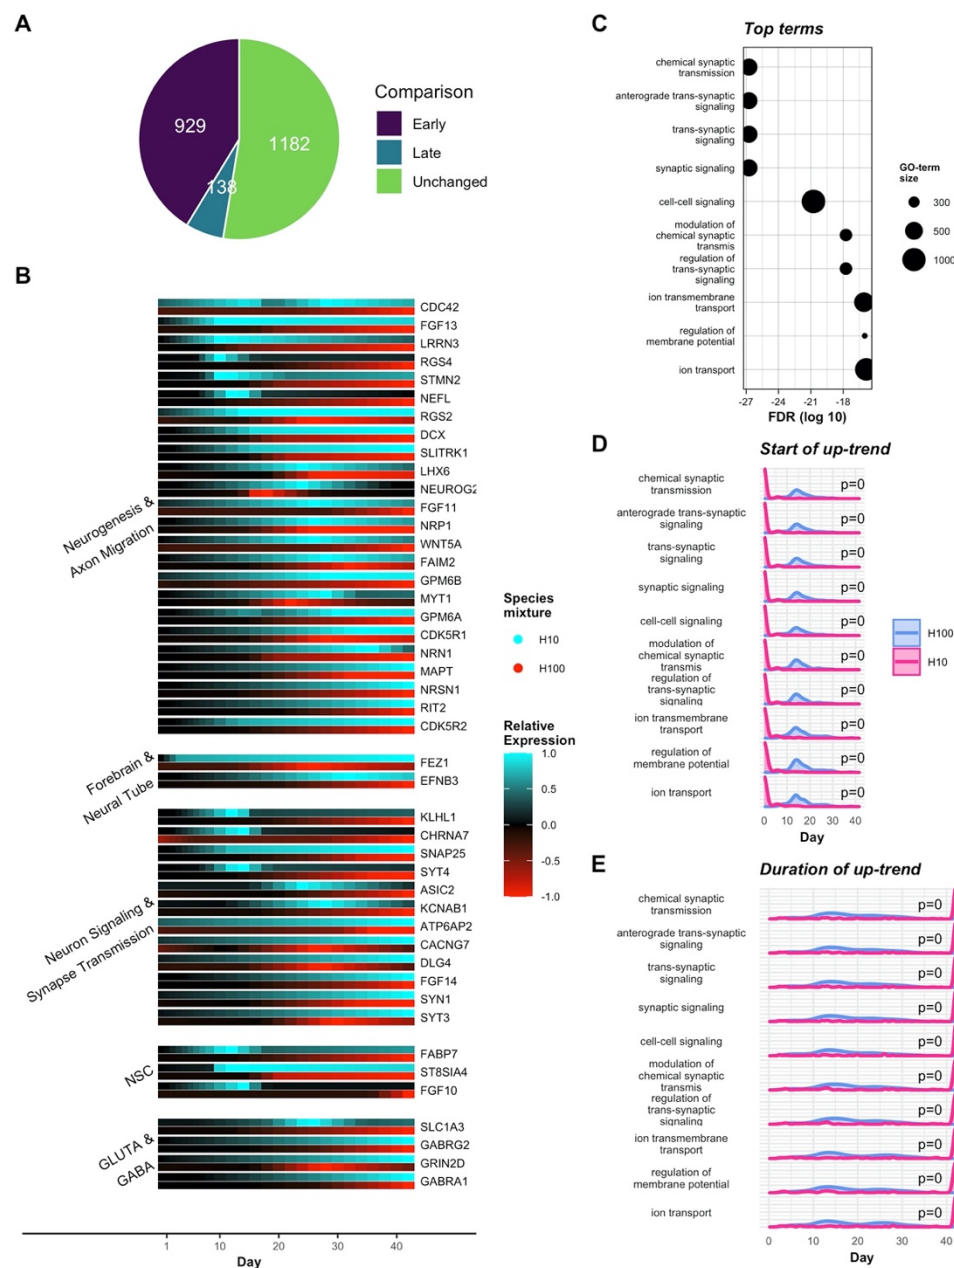 A
929
1182
138
Comparison
Early
Late
Unchanged
B
Neurogenesis &
Axon Migration
CDC42
FGF13
LRRN3
RGS4
STMN2
NEFL
RGS2
DCX
SLITRK1
LHX6
NEUROG2
FGF11
NRP1
WNT5A
FAIM2
GPM6B
MYT1
GPM6A
CDK5R1
NRN1
MAPT
NRSN1
RIT2
CDK5R2
Forebrain &
Neural Tube
FEZ1
EFNB3
Neuron Signaling &
Synapse Transmission
KLHL1
CHRNA7
SNAP25
SYT4
ASIC2
KCNAB1
ATP6AP2
CACNG7
DLG4
FGF14
SYN1
SYT3
NSC
FABP7
ST8SIA4
FGF10
GLUTA &
GABA
SLC1A3
GABRG2
GRIN2D
GABRA1
1 10 20 30 40
Day
Species
mixture
H10
H100
Relative
Expression
1.0
0.5
0.0
-0.5
-1.0
C
Top terms
chemical synaptic
transmission
anterograde trans-synaptic
signaling
trans-synaptic
signaling
synaptic signaling
cell-cell signaling
modulation of
chemical synaptic
transmis
regulation of
trans-synaptic
signaling
ion transmembrane
transport
regulation of
membrane potential
ion transport
-27 -24 -21 -18
FDR (log 10)
GO-term
size
300
500
1000
D
Start of up-trend
chemical synaptic
transmission
p=0
anterograde trans-synaptic
signaling
p=0
trans-synaptic
signaling
p=0
synaptic signaling
p=0
cell-cell signaling
p=0
modulation of
chemical synaptic
transmis
p=0
regulation of
trans-synaptic
signaling
p=0
ion transmembrane
transport
p=0
regulation of
membrane potential
p=0
ion transport
p=0
0 10 20 30 40
Day
H100
H10
E
Duration of up-trend
chemical synaptic
transmission
p=0
anterograde trans-synaptic
signaling
p=0
trans-synaptic
signaling
p=0
synaptic signaling
p=0
cell-cell signaling
p=0
modulation of
chemical synaptic
transmis
p=0
regulation of
trans-synaptic
signaling
p=0
ion transmembrane
transport
p=0
regulation of
membrane potential
p=0
ion transport
p=0
0 10 20 30 40
Day